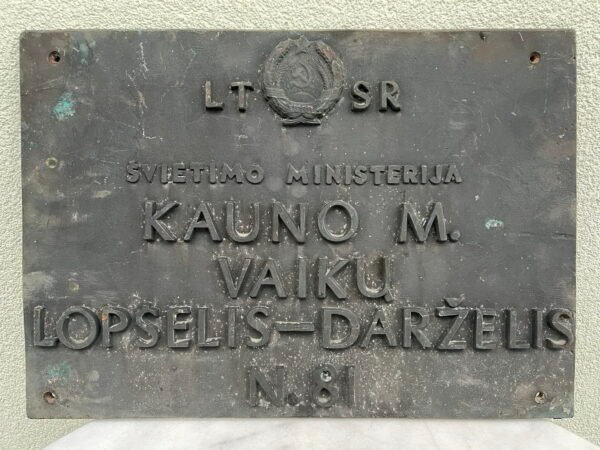 LT SR
ŠVIETIMO MINISTERIJA
KAUNO M.
VAIKŲ
LOPŠELIS-DARŽELIS
N. 81